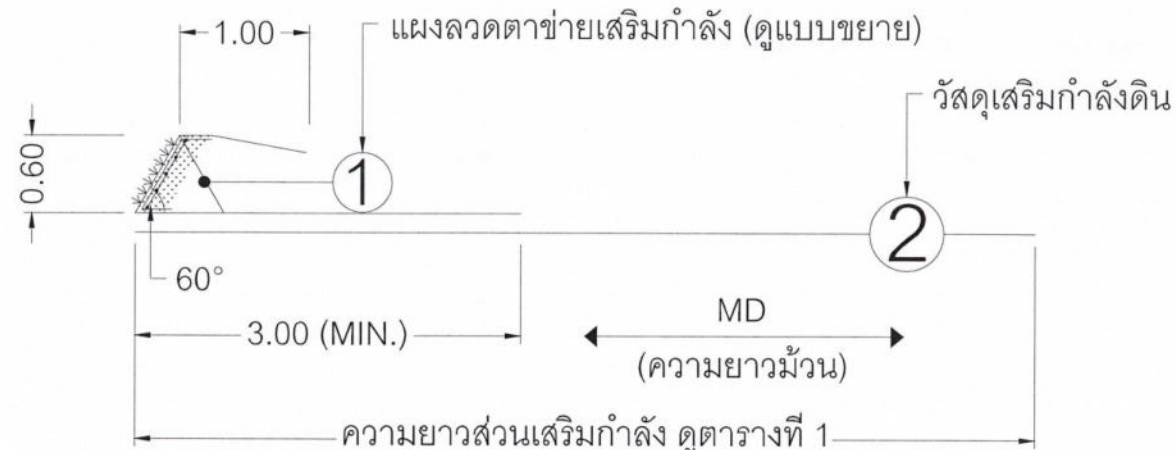 1.00
แผงลวดตาข่ายเสริมกำลัง (ดูแบบขยาย)
วัสดุเสริมกำลังดิน
0.60
1
2
60°
3.00 (MIN.)
MD
(ความยาวม้วน)
ความยาวส่วนเสริมกำลัง ดูตารางที่ 1